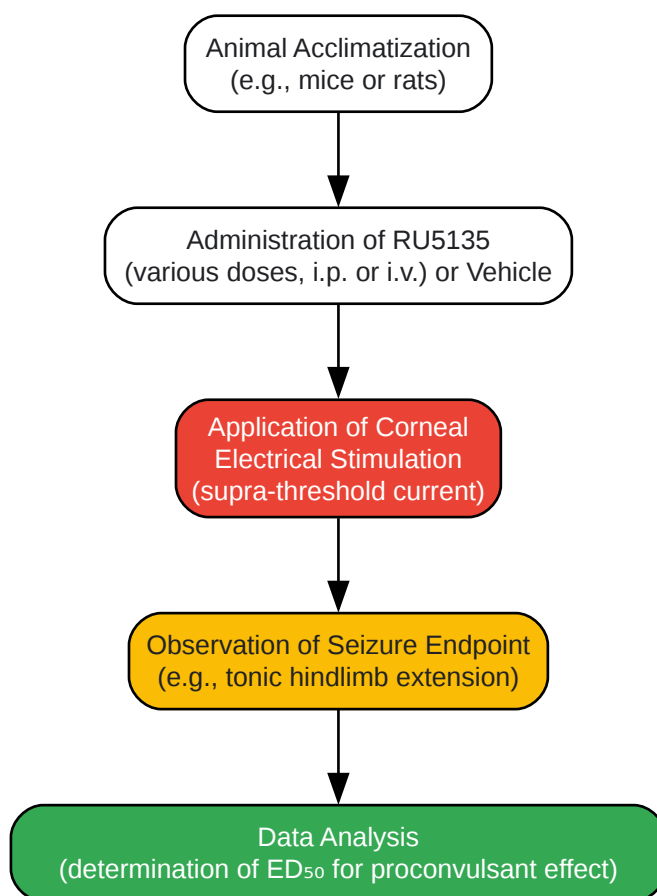 Animal Acclimatization
(e.g., mice or rats)
Administration of RU5135
(various doses, i.p. or i.v.) or Vehicle
Application of Corneal
Electrical Stimulation
(supra-threshold current)
Observation of Seizure Endpoint
(e.g., tonic hindlimb extension)
Data Analysis
(determination of ED₅₀ for proconvulsant effect)